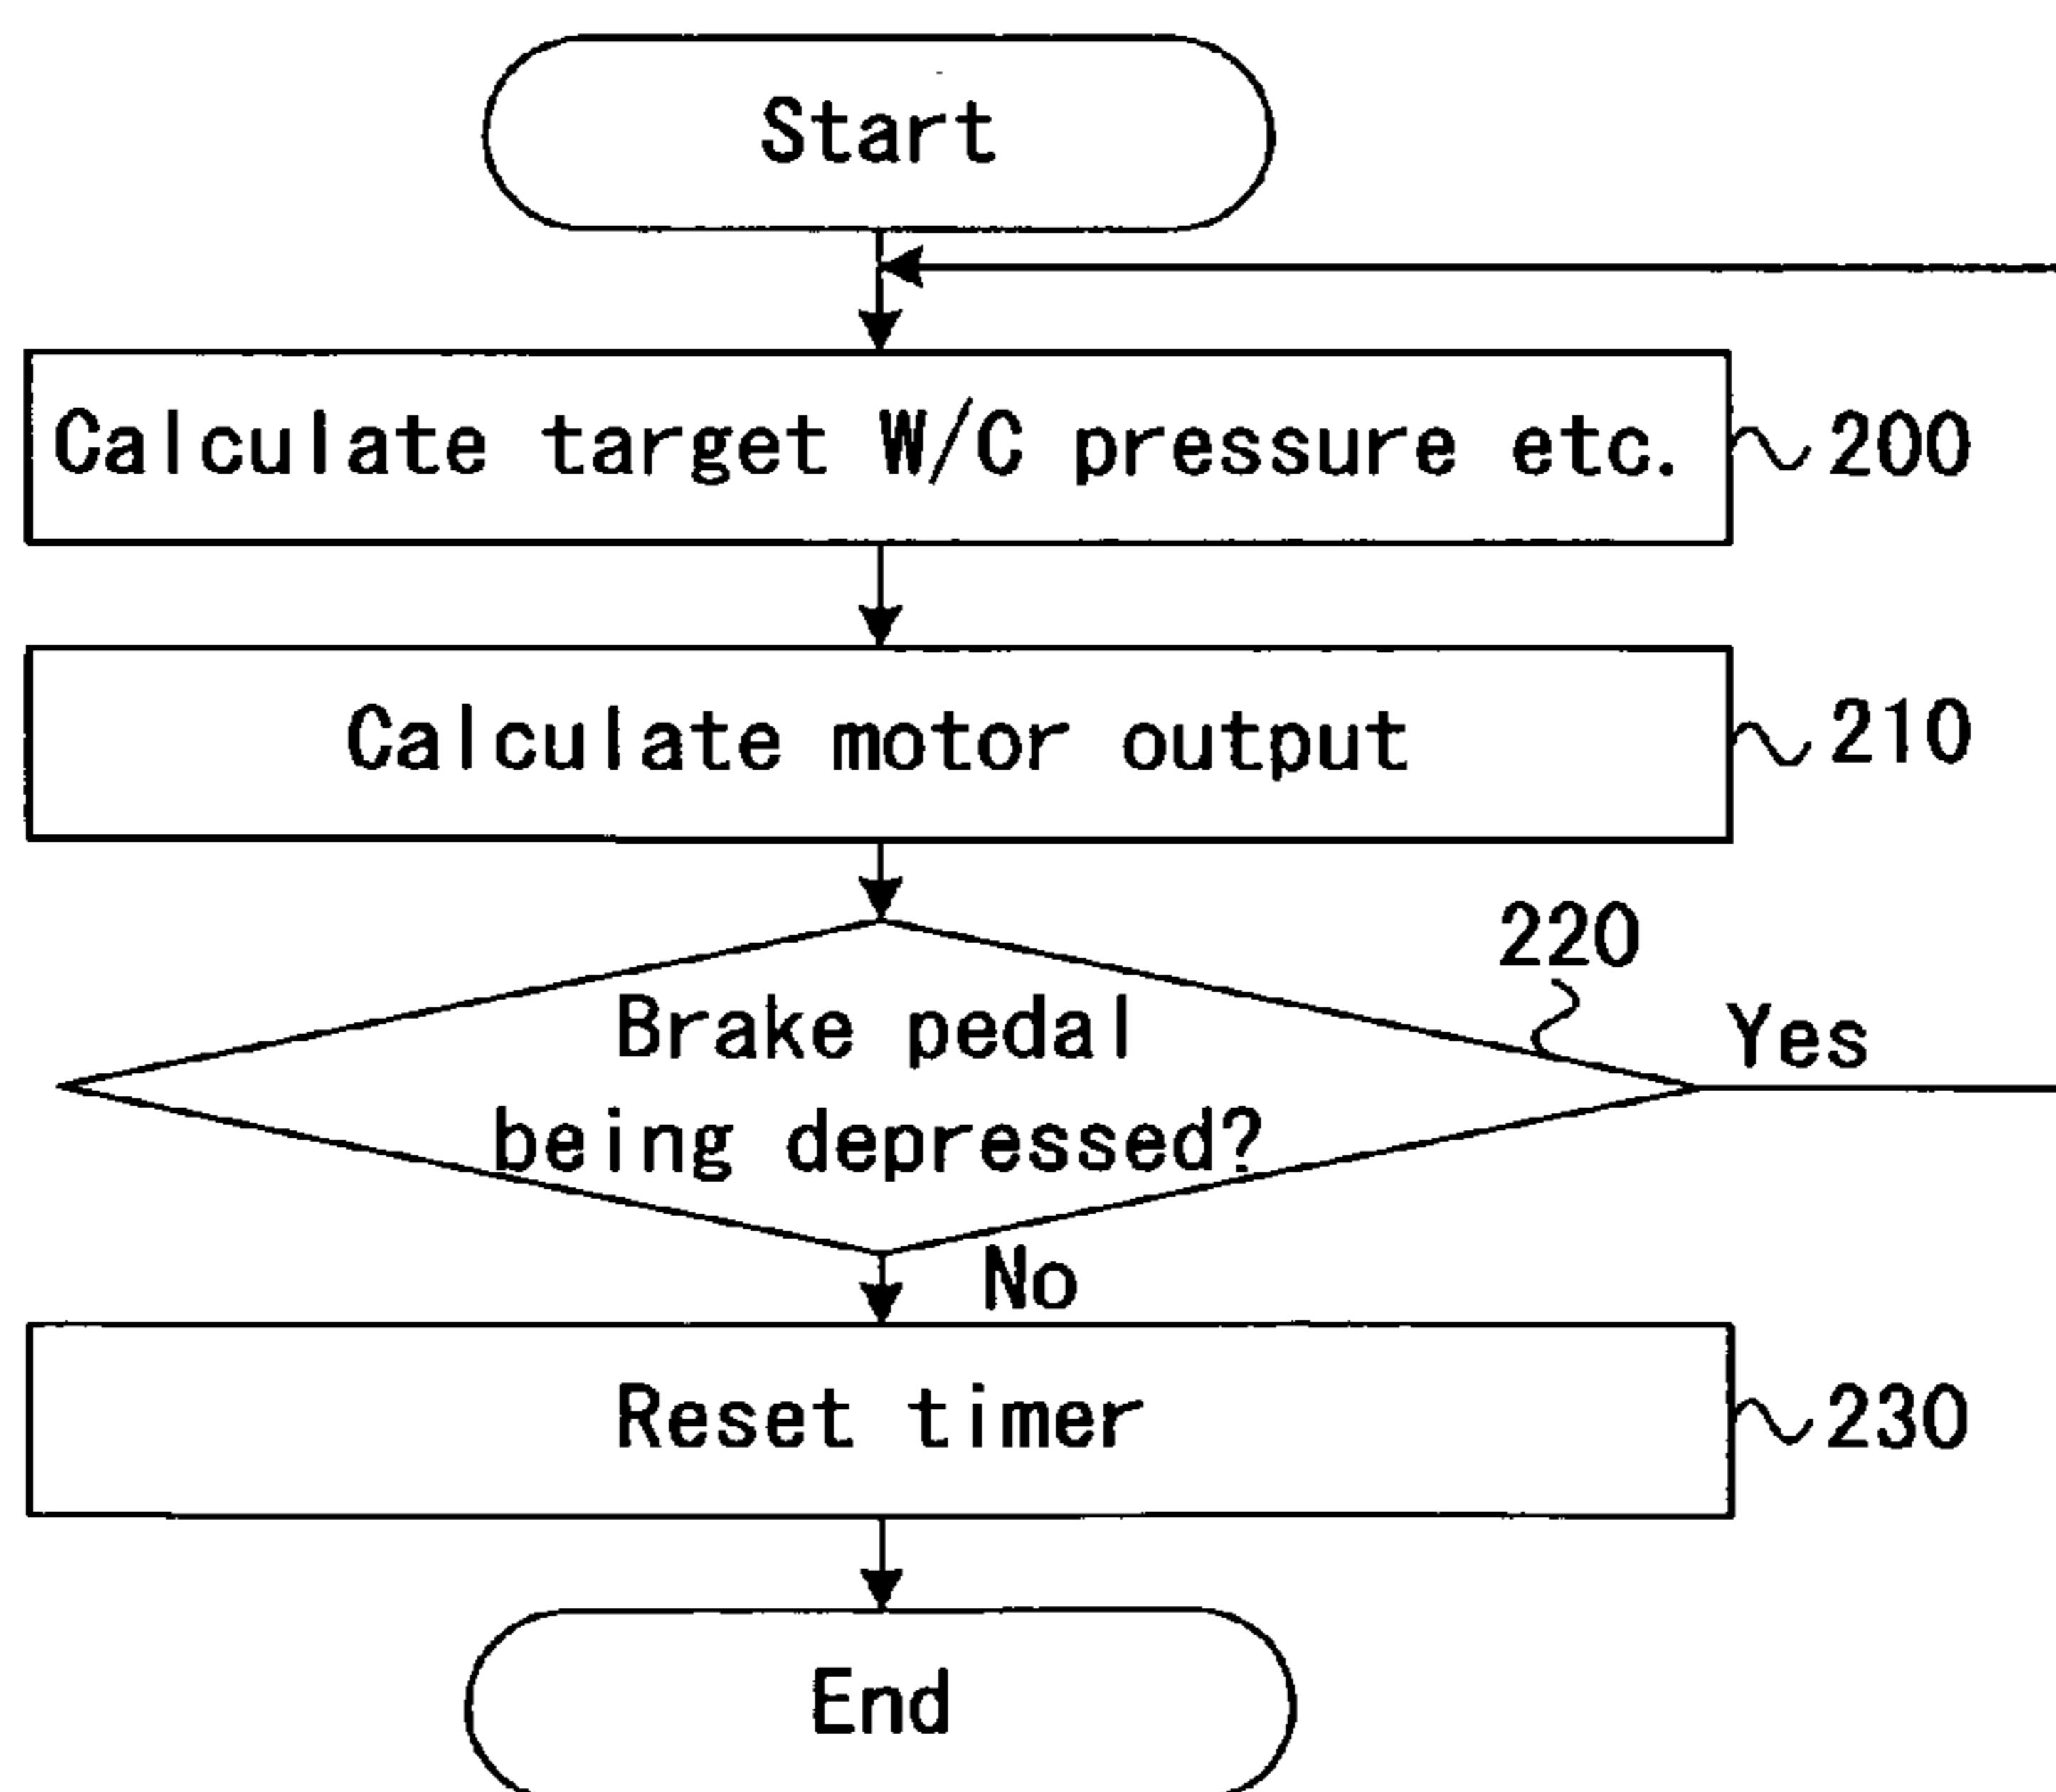 Start
Calculate target W/C pressure etc.
200
Calculate motor output
210
220
Brake pedal
being depressed?
Yes
No
Reset timer
230
End